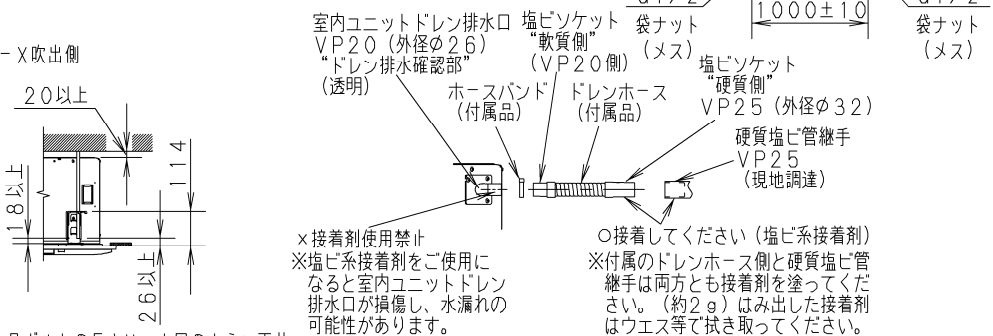 1000±10
袋ナット
(メス)
袋ナット
(メス)
－X吹出側
20以上
114
18以上
26以上
室内ユニットドレン排水口
VP20(外径φ26)
“ドレン排水確認部”
(透明)
塩ビソケット
“軟質側”
(VP20側)
ホースバンド
(付属品)
ドレンホース
(付属品)
塩ビソケット
“硬質側”
VP25(外径φ32)
硬質塩ビ管継手
VP25
(現地調達)
×接着剤使用禁止
※塩ビ系接着剤をご使用に
なると室内ユニットドレン
排水口が損傷し、水漏れの
可能性があります。
○接着してください(塩ビ系接着剤)
※付属のドレンホース側と硬質塩ビ管
継手は両方とも接着剤を塗ってくだ
さい。(約2g)はみ出した接着剤
はウエス等で拭き取ってください。